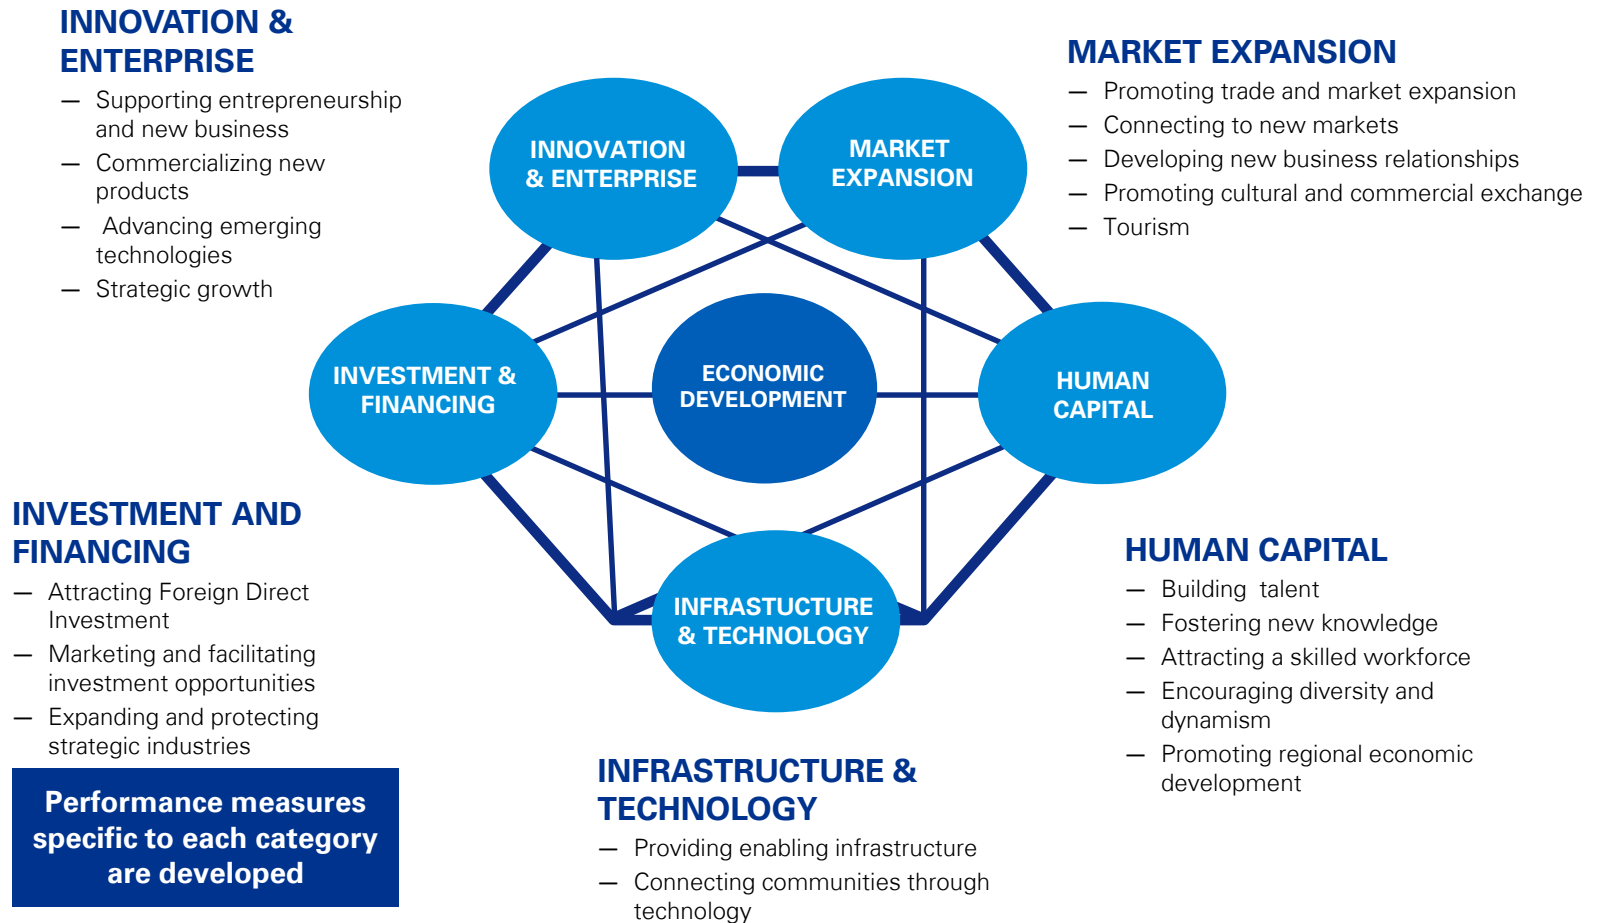 INNOVATION &
ENTERPRISE
— Supporting entrepreneurship
and new business
— Commercializing new
products
— Advancing emerging
technologies
— Strategic growth
MARKET EXPANSION
— Promoting trade and market expansion
— Connecting to new markets
— Developing new business relationships
— Promoting cultural and commercial exchange
— Tourism
INNOVATION
& ENTERPRISE
MARKET
EXPANSION
INVESTMENT &
FINANCING
ECONOMIC
DEVELOPMENT
HUMAN
CAPITAL
INFRASTUCTURE
& TECHNOLOGY
INVESTMENT AND
FINANCING
— Attracting Foreign Direct
Investment
— Marketing and facilitating
investment opportunities
— Expanding and protecting
strategic industries
Performance measures
specific to each category
are developed
HUMAN CAPITAL
— Building talent
— Fostering new knowledge
— Attracting a skilled workforce
— Encouraging diversity and
dynamism
— Promoting regional economic
development
INFRASTRUCTURE &
TECHNOLOGY
— Providing enabling infrastructure
— Connecting communities through
technology